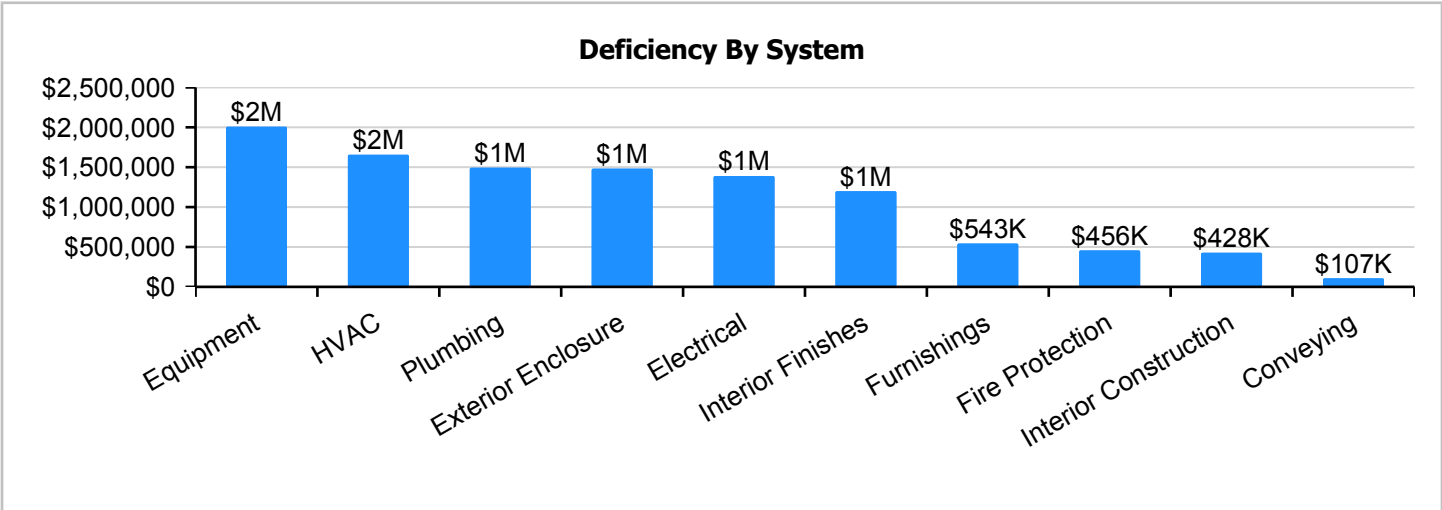 Deficiency By System
$2,500,000
$2,000,000
$1,500,000
$1,000,000
$500,000
$0
$2M
$2M
$1M
$1M
$1M
$1M
$543K
$456K
$428K
$107K
Equipment
HVAC
Plumbing
Exterior Enclosure
Electrical
Interior Finishes
Furnishings
Fire Protection
Interior Construction
Conveying